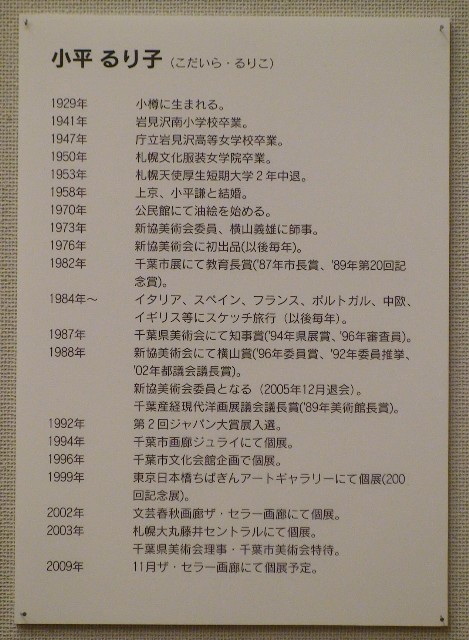 小平 るり子（こだいら・るりこ）
1929年 小樽に生まれる。
1941年 岩見沢南小学校卒業。
1947年 庁立岩見沢高等女学校卒業。
1950年 札幌文化服装女学院卒業。
1953年 札幌天使厚生短期大学２年中退。
1958年 上京、小平謙と結婚。
1970年 公民館にて油絵を始める。
1973年 新協美術会委員、横山義雄に師事。
1976年 新協美術会に初出品(以後毎年)。
1982年 千葉市展にて教育長賞('87年市長賞、'89年第20回記
念賞)。
1984年～ イタリア、スペイン、フランス、ポルトガル、中欧、
イギリス等にスケッチ旅行（以後毎年）。
1987年 千葉県美術会にて知事賞('94年県展賞、'96年審査員)。
1988年 新協美術会にて横山賞('96年委員賞、'92年委員推挙、
'02年都議会議長賞)。
新協美術會委員となる（2005年12月退会）。
千葉産経現代洋画展議会議長賞('89年美術館長賞)。
1992年 第２回ジャパン大賞展入選。
1994年 千葉市画廊ジュライにて個展。
1996年 千葉市文化会館企画で個展。
1999年 東京日本橋ちばぎんアートギャラリーにて個展(200
回記念展)。
2002年 文芸春秋画廊ザ・セラー画廊にて個展。
2003年 札幌大丸藤井セントラルにて個展。
千葉県美術会理事・千葉市美術会特待。
2009年 11月ザ・セラー画廊にて個展予定。